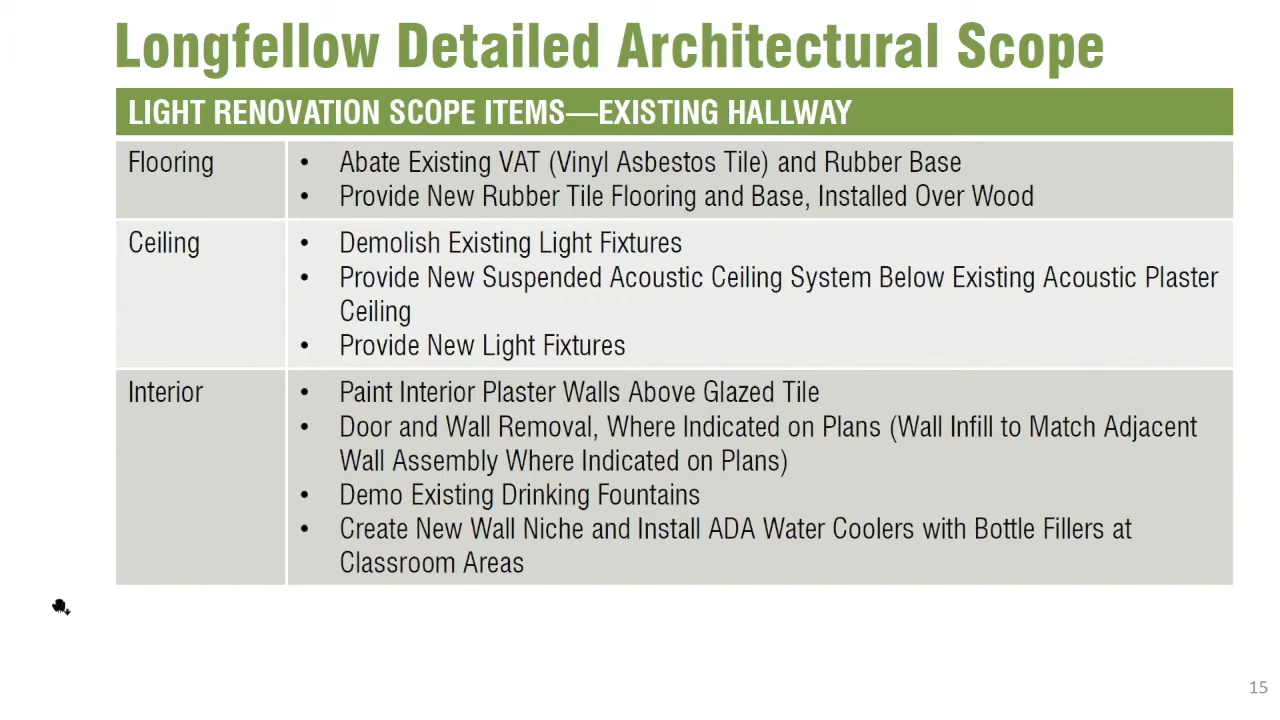 Longfellow Detailed Architectural Scope
LIGHT RENOVATION SCOPE ITEMS—EXISTING HALLWAY
Flooring
• Abate Existing VAT (Vinyl Asbestos Tile) and Rubber Base
• Provide New Rubber Tile Flooring and Base, Installed Over Wood
Ceiling
• Demolish Existing Light Fixtures
• Provide New Suspended Acoustic Ceiling System Below Existing Acoustic Plaster
Ceiling
• Provide New Light Fixtures
Interior
• Paint Interior Plaster Walls Above Glazed Tile
• Door and Wall Removal, Where Indicated on Plans (Wall Infill to Match Adjacent
Wall Assembly Where Indicated on Plans)
• Demo Existing Drinking Fountains
• Create New Wall Niche and Install ADA Water Coolers with Bottle Fillers at
Classroom Areas
15